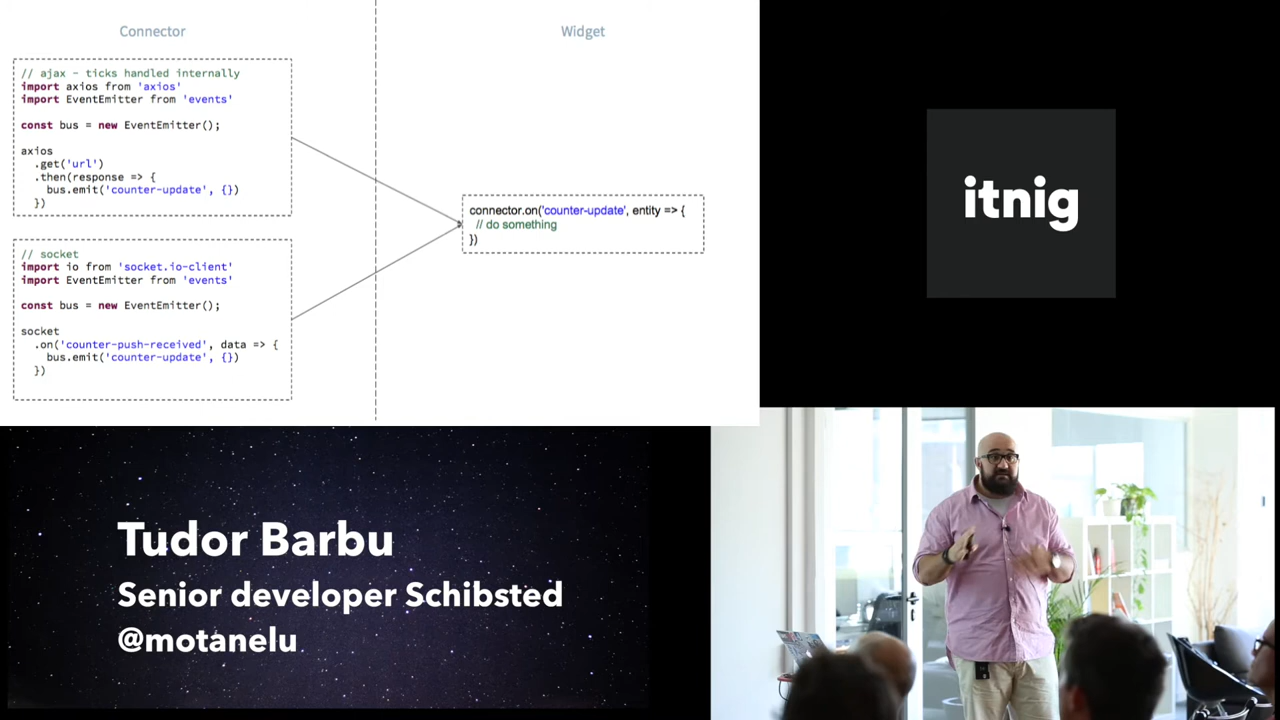 Connector
Widget
// ajax - ticks handled internally
import axios from 'axios'
import EventEmitter from 'events'
const bus = new EventEmitter();
axios
.get('url')
.then(response => {
bus.emit('counter-update', {})
})
// socket
import io from 'socket.io-client'
import EventEmitter from 'events'
const bus = new EventEmitter();
socket
.on('counter-push-received', data => {
bus.emit('counter-update', {})
})
connector.on('counter-update', entity => {
// do something
})
itnig
Tudor Barbu
Senior developer Schibsted
@motanelu